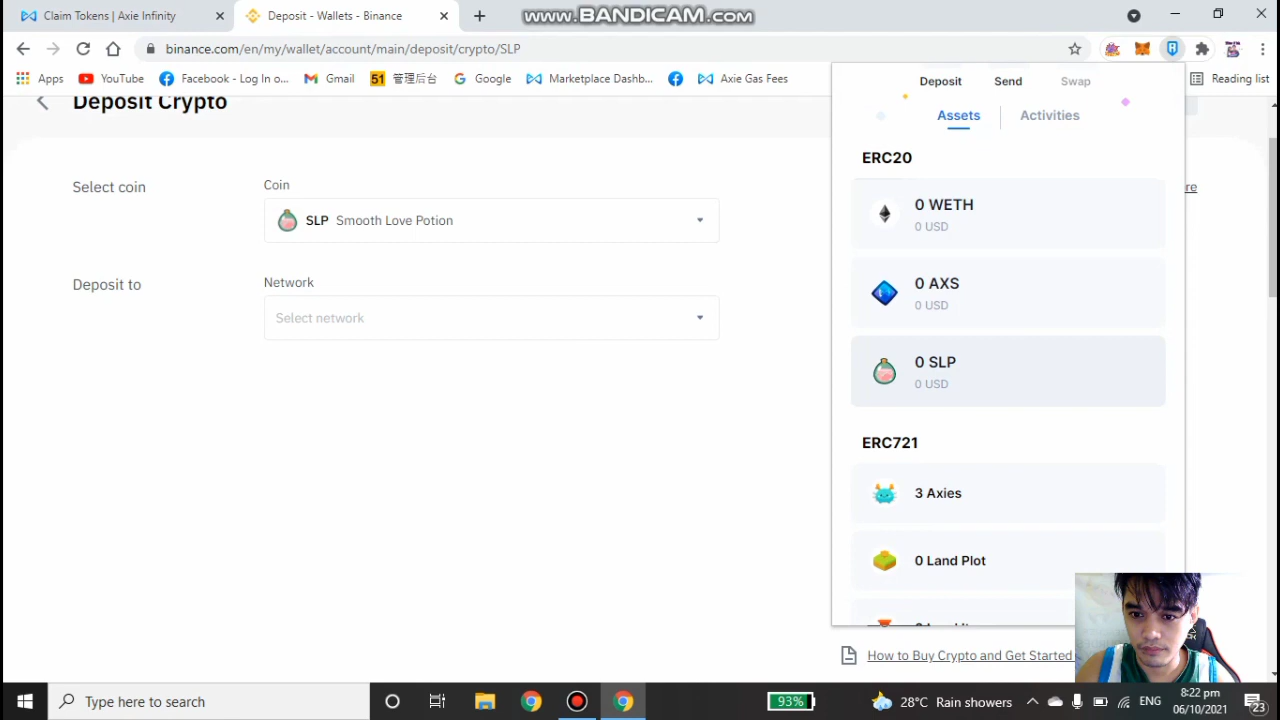 Claim Tokens | Axie Infinity
Deposit - Wallets - Binance
www.BANDICAM.com
binance.com/en/my/wallet/account/main/deposit/crypto/SLP
Apps YouTube Facebook - Log In o... Gmail 51 管理后台 Google Marketplace Dashb... Axie Gas Fees Reading list
Deposit Crypto
Select coin
Coin
SLP Smooth Love Potion
Deposit to
Network
Select network
Deposit Send Swap
Assets Activities
ERC20
0 WETH
0 USD
0 AXS
0 USD
0 SLP
0 USD
ERC721
3 Axies
0 Land Plot
re
How to Buy Crypto and Get Started
Type here to search
93%
28°C Rain showers
ENG
8:22 pm
06/10/2021
23